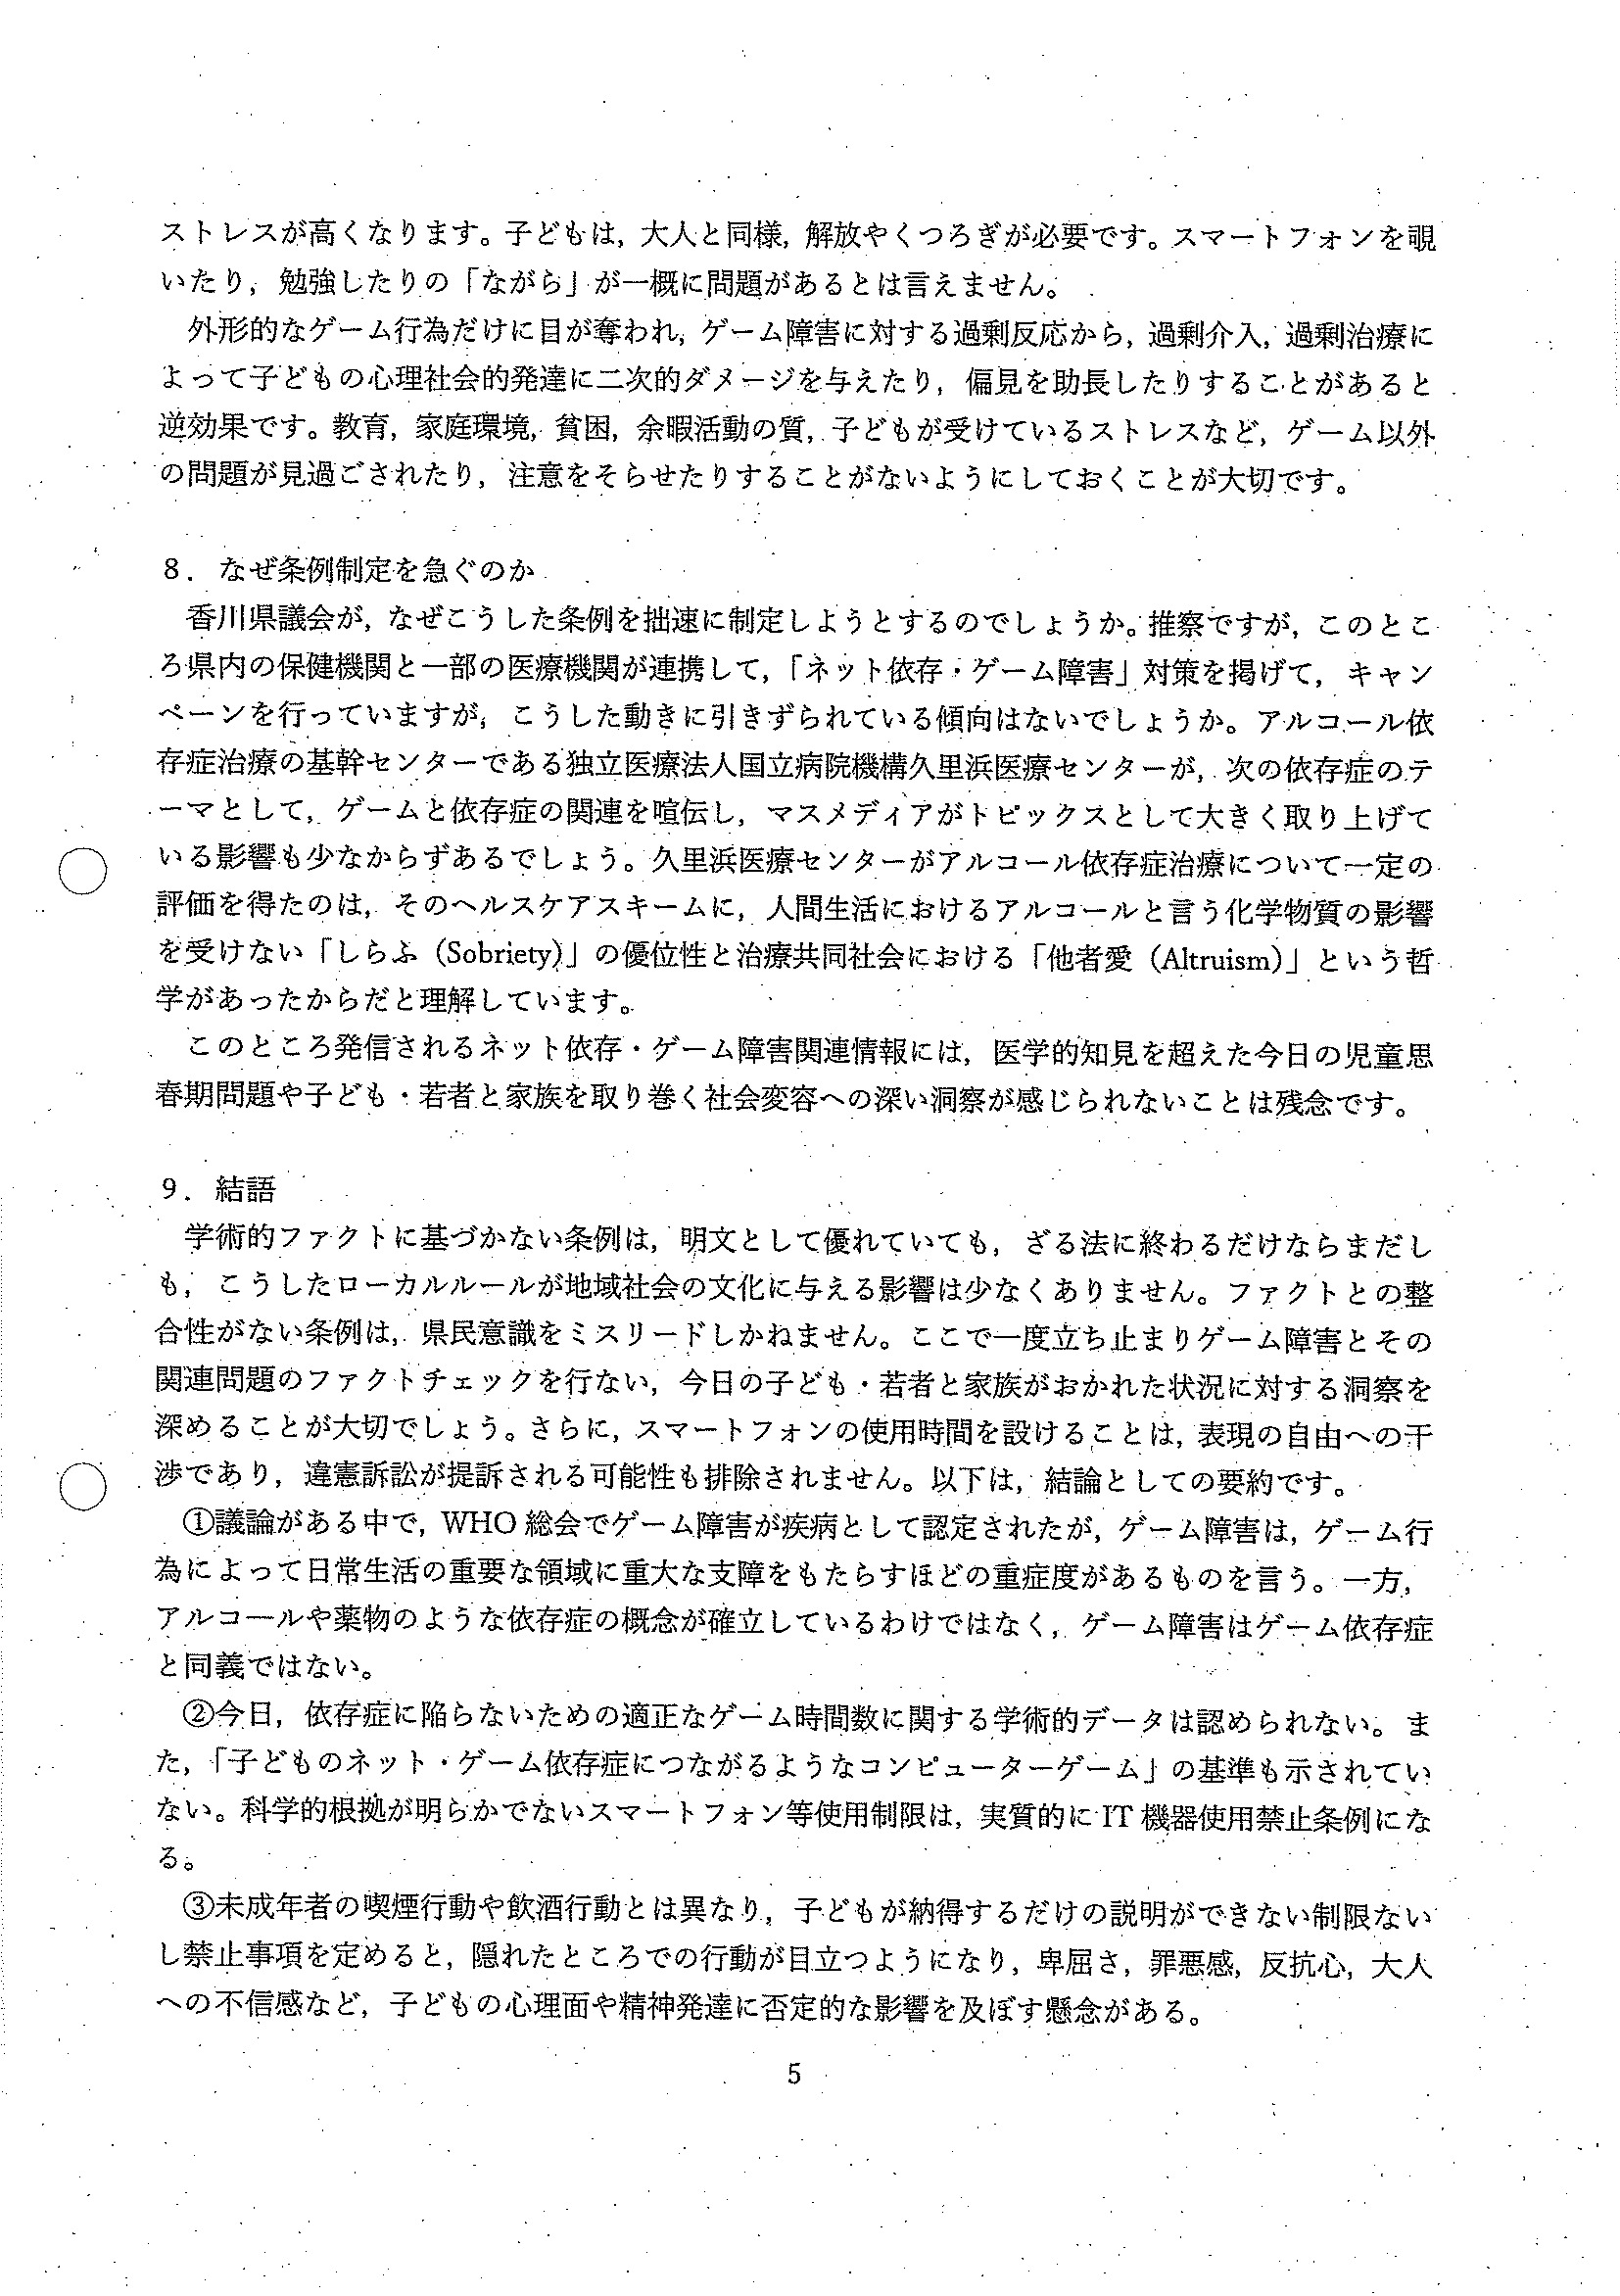 ストレスが高くなります。子どもは，大人と同様，解放やくつろぎが必要です。スマートフォンを覗
いたり，勉強したりの「ながら」が一概に問題があるとは言えません。
外形的なゲーム行為だけに目が奪われ，ゲーム障害に対する過剰反応から，過剰介入，過剰治療に
よって子どもの心理社会的発達に二次的ダメージを与えたり，偏見を助長したりすることがあると
逆効果です。教育，家庭環境，貧困，余暇活動の質，子どもが受けているストレスなど，ゲーム以外
の問題が見過ごされたり，注意をそらせたりすることがないようにしておくことが大切です。
８．なぜ条例制定を急ぐのか
香川県議会が，なぜこうした条例を拙速に制定しようとするのでしょうか。推察ですが，このとこ
ろ県内の保健機関と一部の医療機関が連携して，「ネット依存・ゲーム障害」対策を掲げて，キャン
ペーンを行っていますが，こうした動きに引きずられている傾向はないでしょうか。アルコール依
存症治療の基幹センターである独立医療法人国立病院機構久里浜医療センターが，次の依存症のテ
ーマとして，ゲームと依存症の関連を喧伝し，マスメディアがトピックスとして大きく取り上げて
いる影響も少なからずあるでしょう。久里浜医療センターがアルコール依存症治療について一定の
評価を得たのは，そのヘルスケアスキームに，人間生活におけるアルコールと言う化学物質の影響
を受けない「しらふ（Sobriety)」の優位性と治療共同社会における「他者愛（Altruism)」という哲
学があったからだと理解しています。
このところ発信されるネット依存・ゲーム障害関連情報には，医学的知見を超えた今日の児童思
春期問題や子ども・若者と家族を取り巻く社会変容への深い洞察が感じられないことは残念です。
９．結語
学術的ファクトに基づかない条例は，明文として優れていても，ざる法に終わるだけならまだし
も，こうしたローカルルールが地域社会の文化に与える影響は少なくありません。ファクトとの整
合性がない条例は，県民意識をミスリードしかねません。ここで一度立ち止まりゲーム障害とその
関連問題のファクトチェックを行ない，今日の子ども・若者と家族がおかれた状況に対する洞察を
深めることが大切でしょう。さらに，スマートフォンの使用時間を設けることは，表現の自由への干
渉であり，違憲訴訟が提訴される可能性も排除されません。以下は，結論としての要約です。
①議論がある中で，WHO 総会でゲーム障害が疾病として認定されたが，ゲーム障害は，ゲーム行
為によって日常生活の重要な領域に重大な支障をもたらすほどの重症度があるものを言う。一方，
アルコールや薬物のような依存症の概念が確立しているわけではなく，ゲーム障害はゲーム依存症
と同義ではない。
②今日，依存症に陥らないための適正なゲーム時間数に関する学術的データは認められない。ま
た，「子どものネット・ゲーム依存症につながるようなコンピューターゲーム」の基準も示されてい
ない。科学的根拠が明らかでないスマートフォン等使用制限は，実質的に IT 機器使用禁止条例にな
る。
③未成年者の喫煙行動や飲酒行動とは異なり，子どもが納得するだけの説明ができない制限ない
し禁止事項を定めると，隠れたところでの行動が目立つようになり，卑屈さ，罪悪感，反抗心，大人
への不信感など，子どもの心理面や精神発達に否定的な影響を及ぼす懸念がある。
5